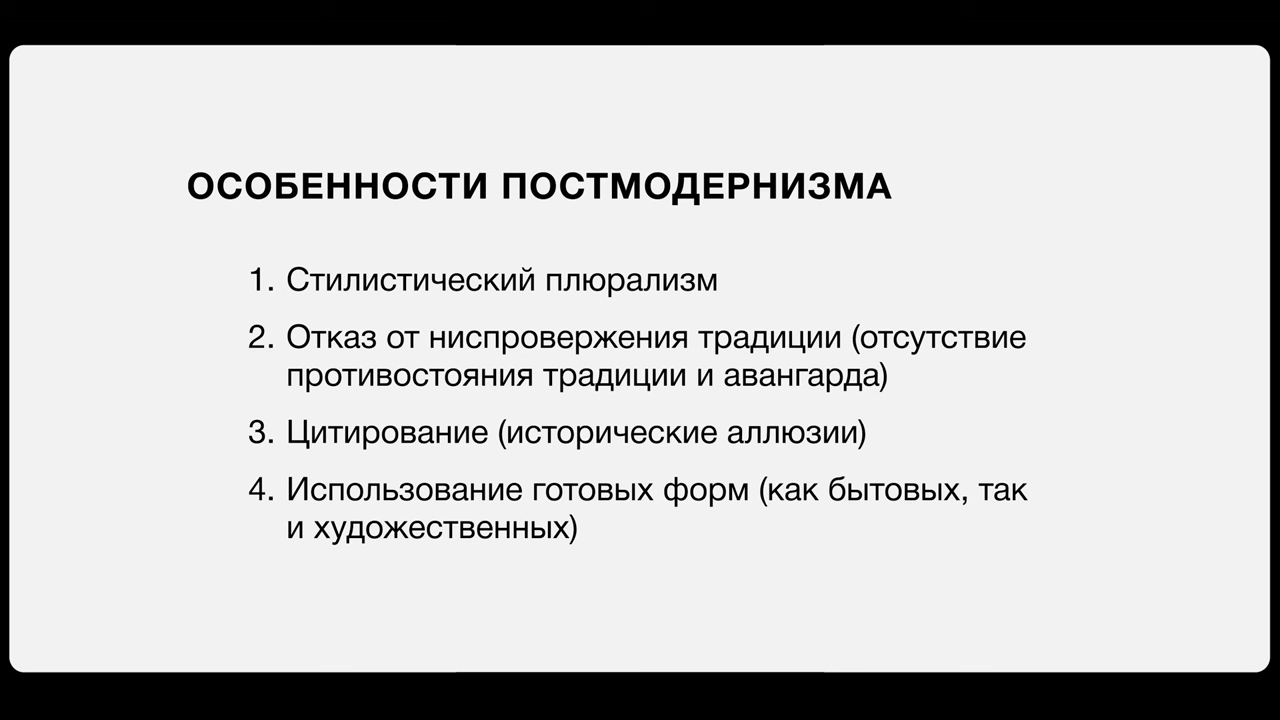 ОСОБЕННОСТИ ПОСТМОДЕРНИЗМА
1. Стилистический плюрализм
2. Отказ от ниспровержения традиции (отсутствие
противостояния традиции и авангарда)
3. Цитирование (исторические аллюзии)
4. Использование готовых форм (как бытовых, так
и художественных)